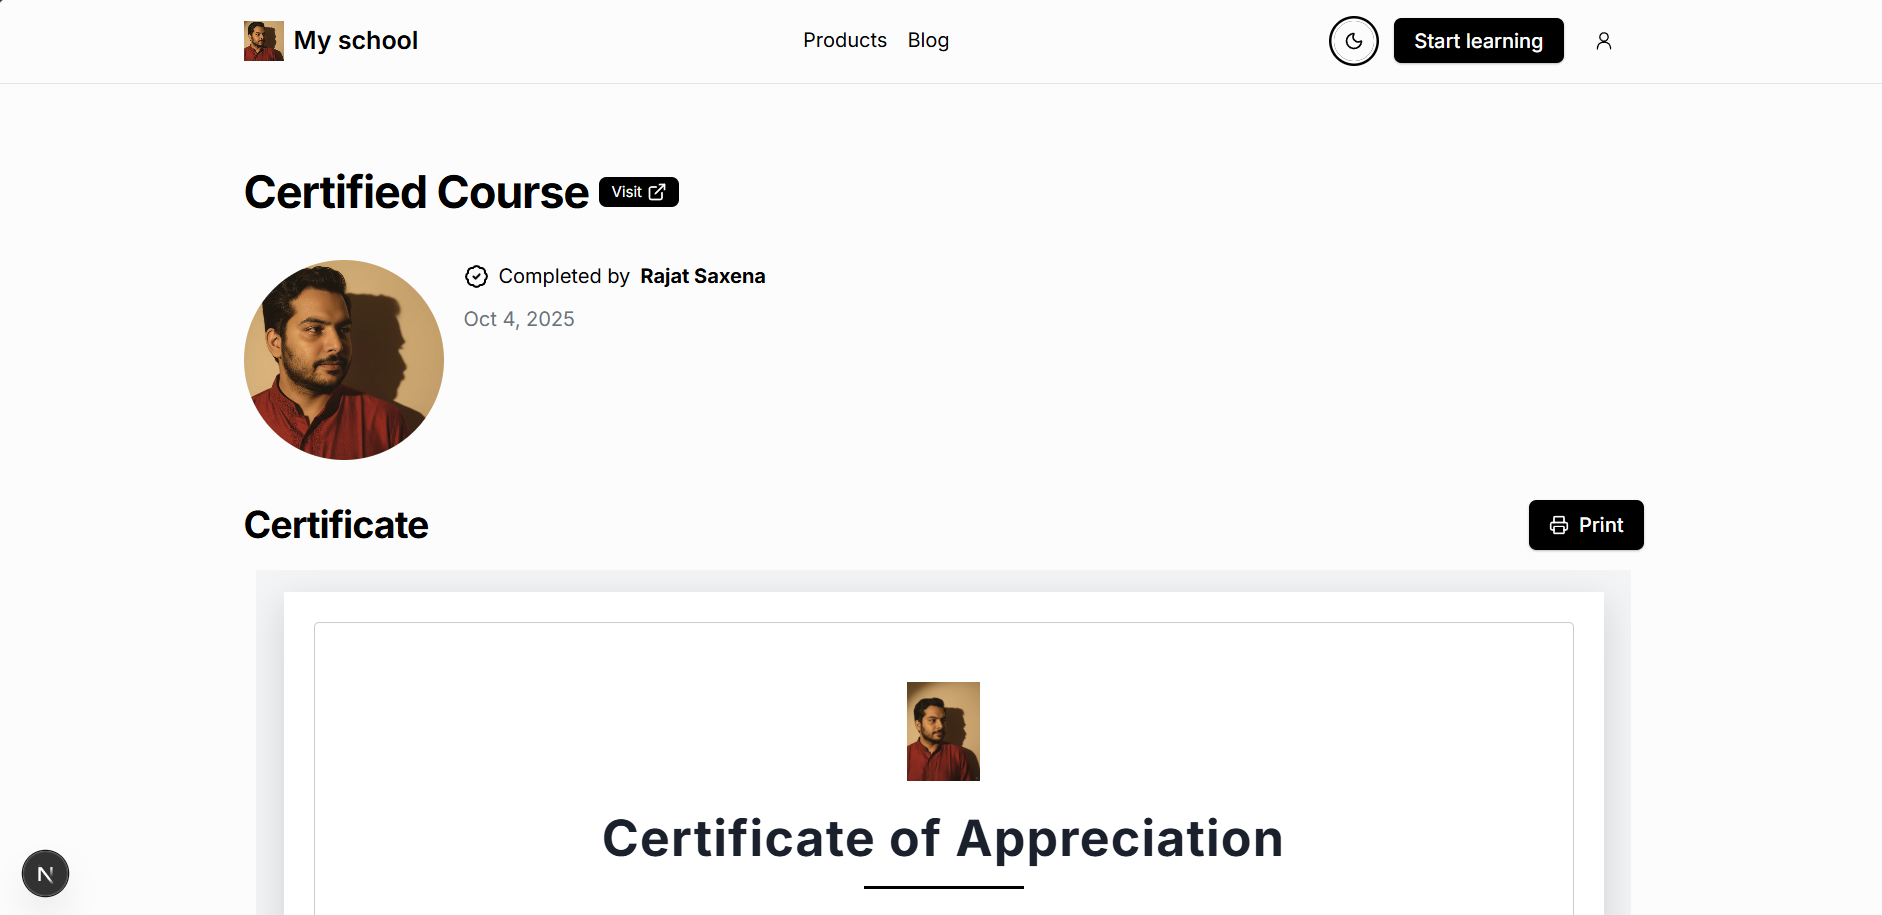 My school
Products Blog
Start learning
Certified Course
Visit
Completed by Rajat Saxena
Oct 4, 2025
Certificate
Print
Certificate of Appreciation
N